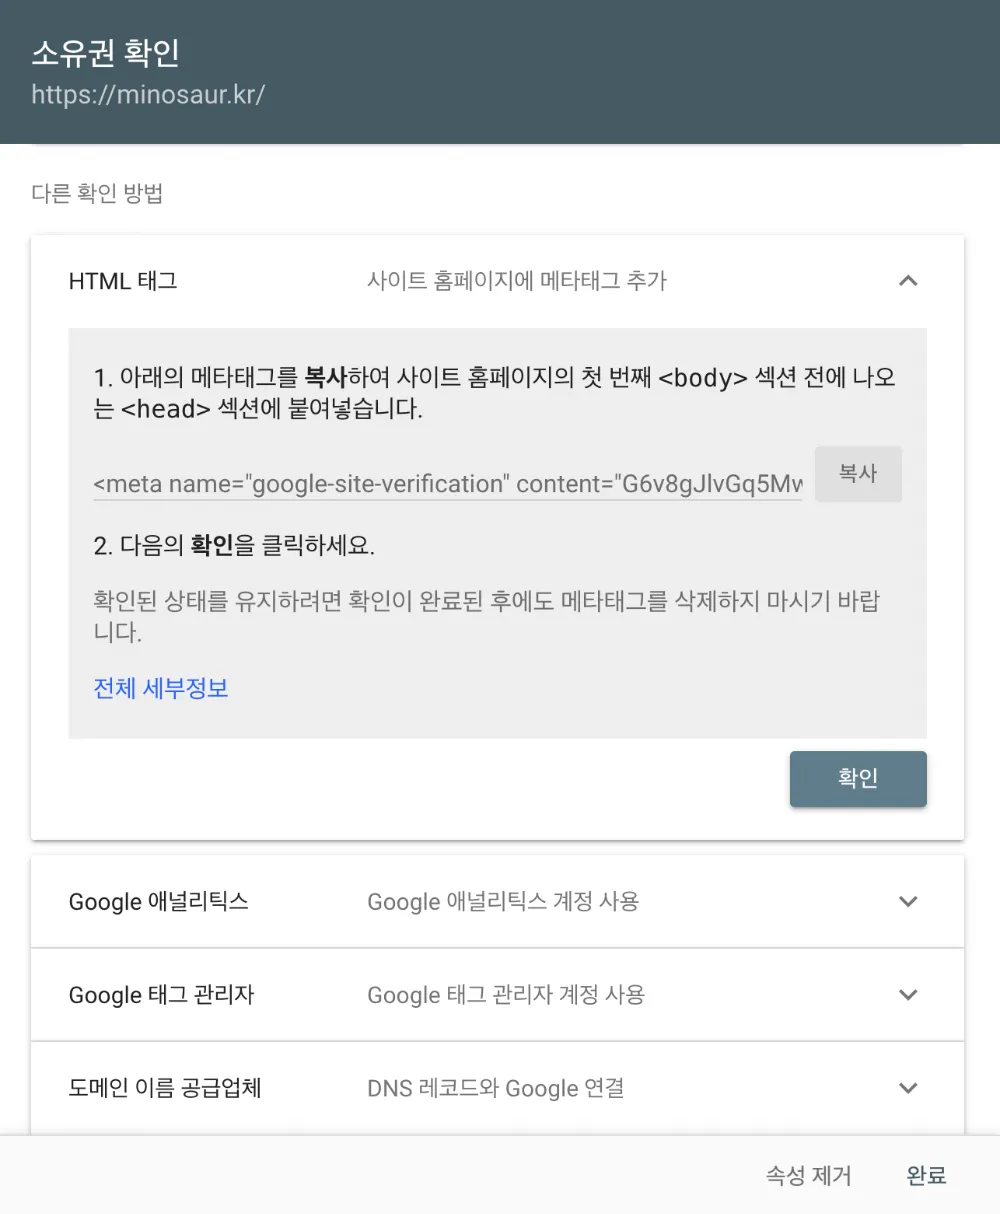 소유권 확인
https://minosaur.kr/
다른 확인 방법
HTML 태그 사이트 홈페이지에 메타태그 추가
1. 아래의 메타태그를 복사하여 사이트 홈페이지의 첫 번째 <body> 섹션 전에 나오
는 <head> 섹션에 붙여넣습니다.
<meta name="google-site-verification" content="G6v8gJlvGq5Mw
복사
2. 다음의 확인을 클릭하세요.
확인된 상태를 유지하려면 확인이 완료된 후에도 메타태그를 삭제하지 마시기 바랍
니다.
전체 세부정보
확인
Google 애널리틱스 Google 애널리틱스 계정 사용
Google 태그 관리자 Google 태그 관리자 계정 사용
도메인 이름 공급업체 DNS 레코드와 Google 연결
속성 제거 완료